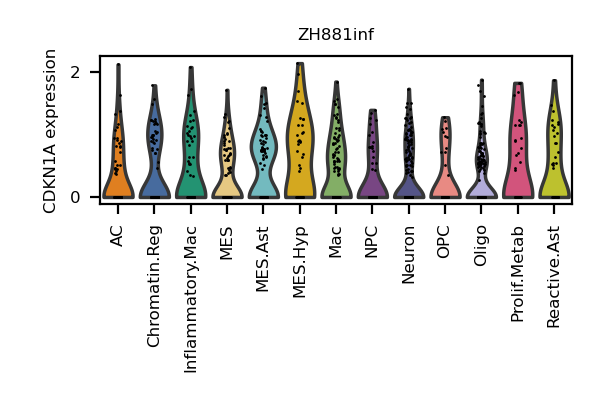 ZH881inf
CDKN1A expression
2
0
AC
Chromatin.Reg
Inflammatory.Mac
MES
MES.Ast
MES.Hyp
Mac
NPC
Neuron
OPC
Oligo
Prolif.Metab
Reactive.Ast